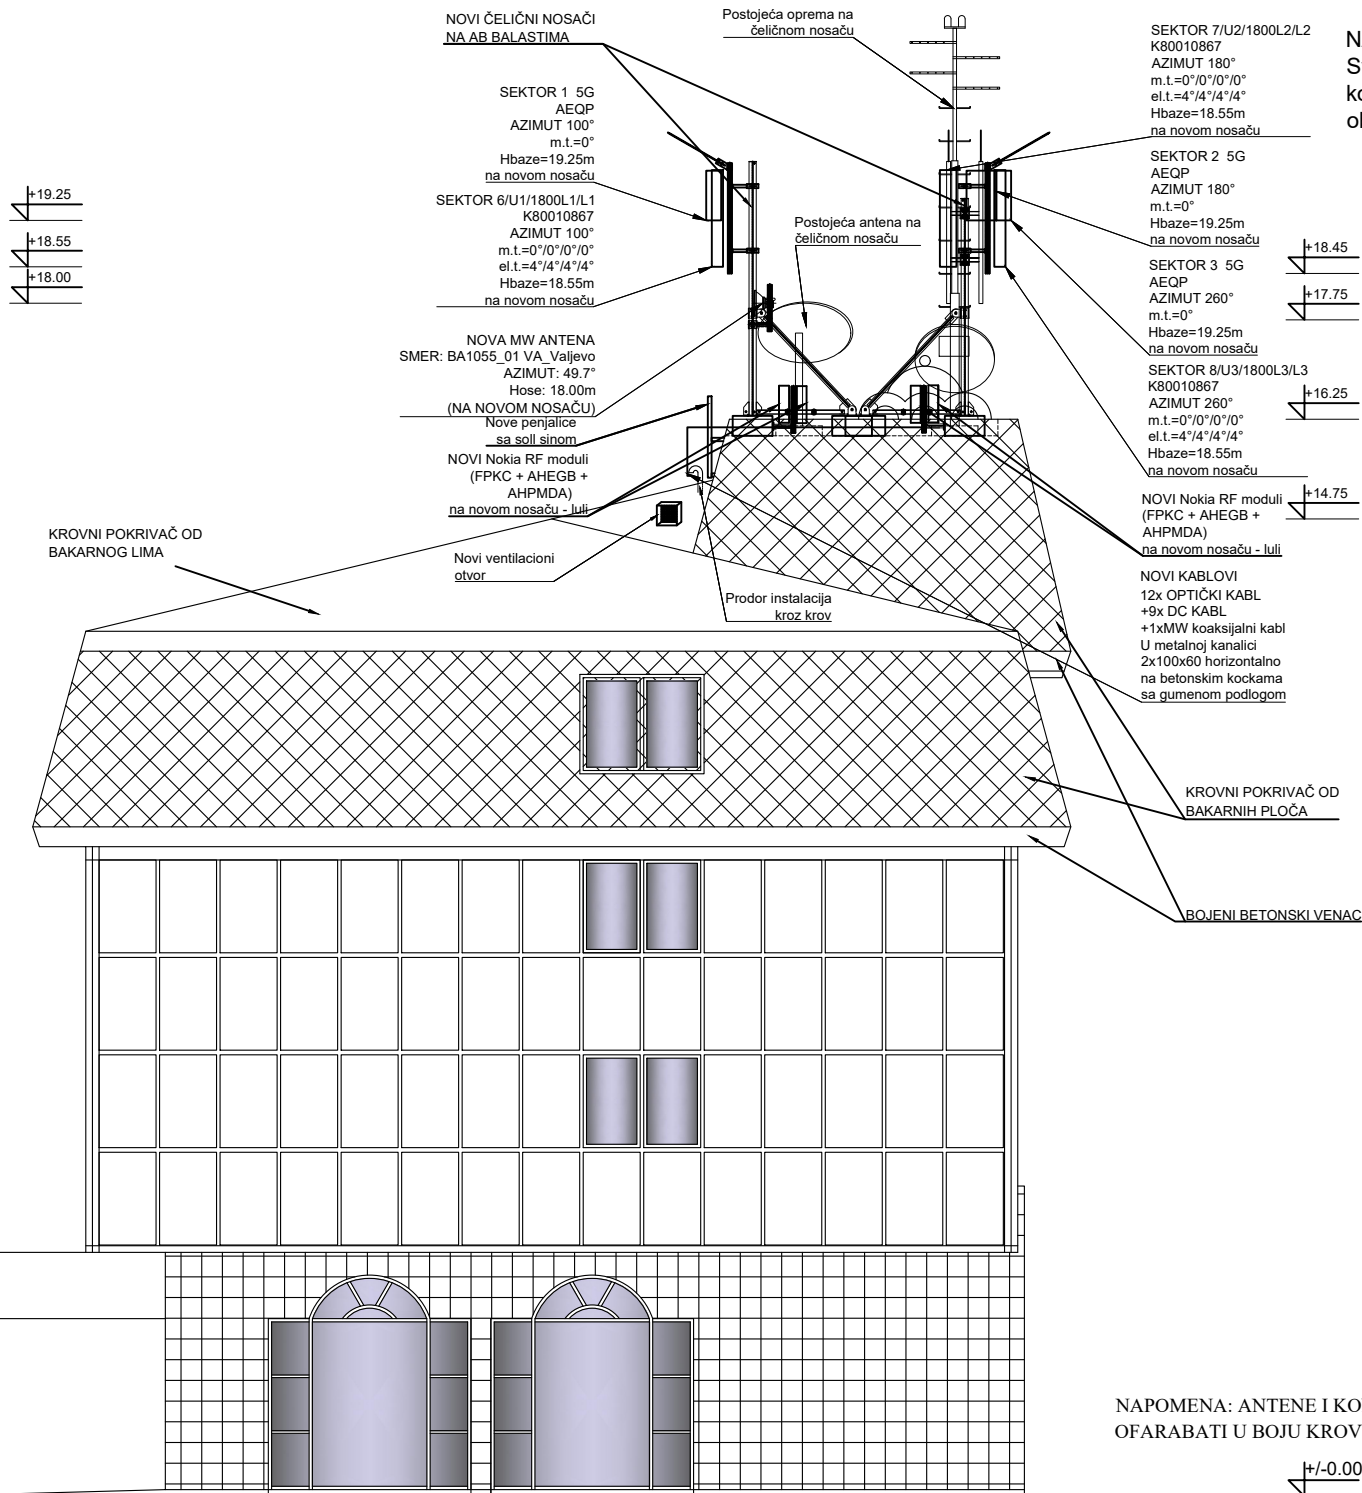 NOVI ČELIČNI NOSAČI
NA AB BALASTIMA
Postojeća oprema na
čeličnom nosaču
SEKTOR 1 5G
AEQP
AZIMUT 100°
m.t.=0°
Hbaze=19.25m
na novom nosaču
SEKTOR 6/U1/1800L1/L1
K80010867
AZIMUT 100°
m.t.=0°/0°/0°/0°
el.t.=4°/4°/4°/4°
Hbaze=18.55m
na novom nosaču
NOVA MW ANTENA
SMER: BA1055_01 VA_Valjevo
AZIMUT: 49.7°
Hose: 18.00m
(NA NOVOM NOSAČU)
Nove penjalice
sa soll sinom
NOVI Nokia RF moduli
(FPKC + AHEGB +
AHPMDA)
na novom nosaču - luli
Postojeća antena na
čeličnom nosaču
SEKTOR 7/U2/1800L2/L2
K80010867
AZIMUT 180°
m.t.=0°/0°/0°/0°
el.t.=4°/4°/4°/4°
Hbaze=18.55m
na novom nosaču
SEKTOR 2 5G
AEQP
AZIMUT 180°
m.t.=0°
Hbaze=19.25m
na novom nosaču
SEKTOR 3 5G
AEQP
AZIMUT 260°
m.t.=0°
Hbaze=19.25m
na novom nosaču
SEKTOR 8/U3/1800L3/L3
K80010867
AZIMUT 260°
m.t.=0°/0°/0°/0°
el.t.=4°/4°/4°/4°
Hbaze=18.55m
na novom nosaču
NOVI Nokia RF moduli
(FPKC + AHEGB +
AHPMDA)
na novom nosaču - luli
NOVI KABLOVI
12x OPTIČKI KABL
+9x DC KABL
+1xMW koaksijalni kabl
U metalnoj kanalici
2x100x60 horizontalno
na betonskim kockama
sa gumenom podlogom
+19.25
+18.55
+18.00
+18.45
+17.75
+16.25
+14.75
KROVNI POKRIVAČ OD
BAKARNOG LIMA
Novi ventilacioni
otvor
Prodor instalacija
kroz krov
KROVNI POKRIVAČ OD
BAKARNIH PLOČA
BOJENI BETONSKI VENAC
NAPOMENA: ANTENE I KO
OFARABATI U BOJU KROV
+/-0.00